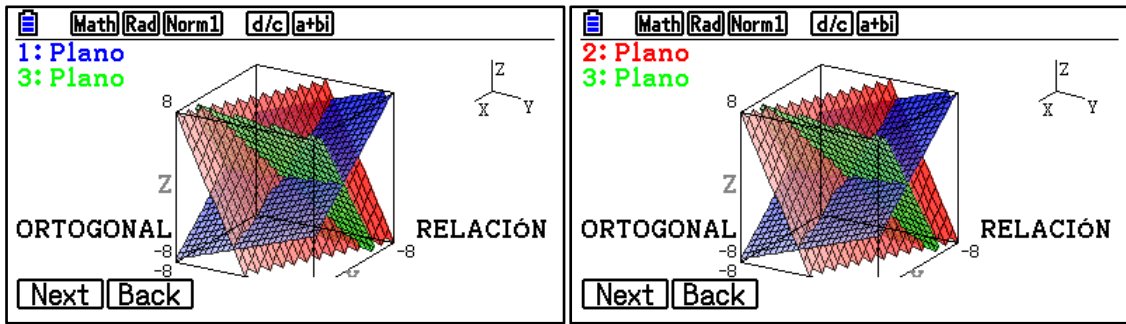 Math Rad Norm1 d/c a+bi
1: Plano
3: Plano
Z
X Y
8
Z
ORTOGONAL RELACIÓN
-8 -8
-8
Next Back
Math Rad Norm1 d/c a+bi
2: Plano
3: Plano
Z
X Y
8
Z
ORTOGONAL RELACIÓN
-8 -8
-8
Next Back